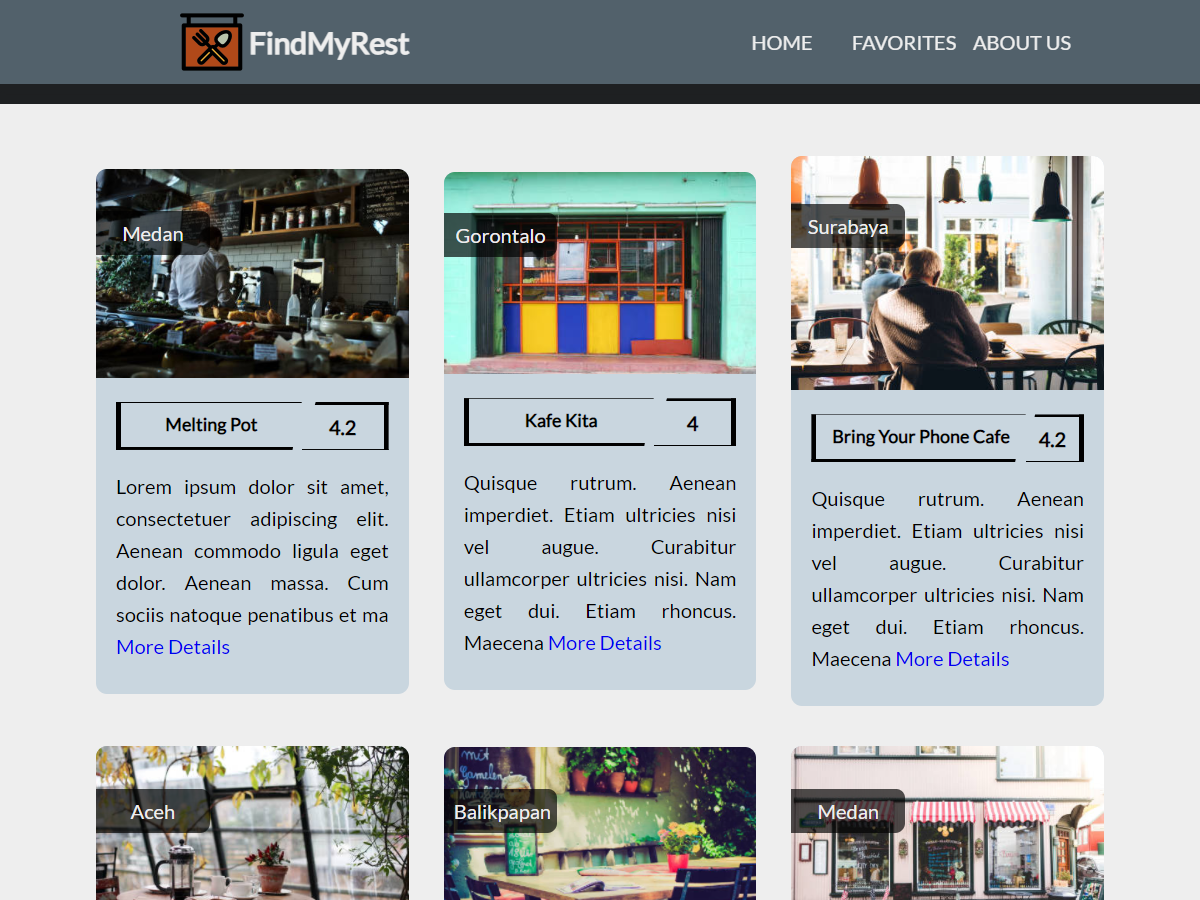 FindMyRest
HOME
FAVORITES
ABOUT US
Medan
Melting Pot
4.2
Lorem ipsum dolor sit amet,
consectetuer adipiscing elit.
Aenean commodo ligula eget
dolor. Aenean massa. Cum
sociis natoque penatibus et ma
More Details
Gorontalo
Kafe Kita
4
Quisque rutrum. Aenean
imperdiet. Etiam ultricies nisi
vel augue. Curabitur
ullamcorper ultricies nisi. Nam
eget dui. Etiam rhoncus.
Maecena More Details
Surabaya
Bring Your Phone Cafe
4.2
Quisque rutrum. Aenean
imperdiet. Etiam ultricies nisi
vel augue. Curabitur
ullamcorper ultricies nisi. Nam
eget dui. Etiam rhoncus.
Maecena More Details
Aceh
mit
Gamelen
Balikpapan
Medan